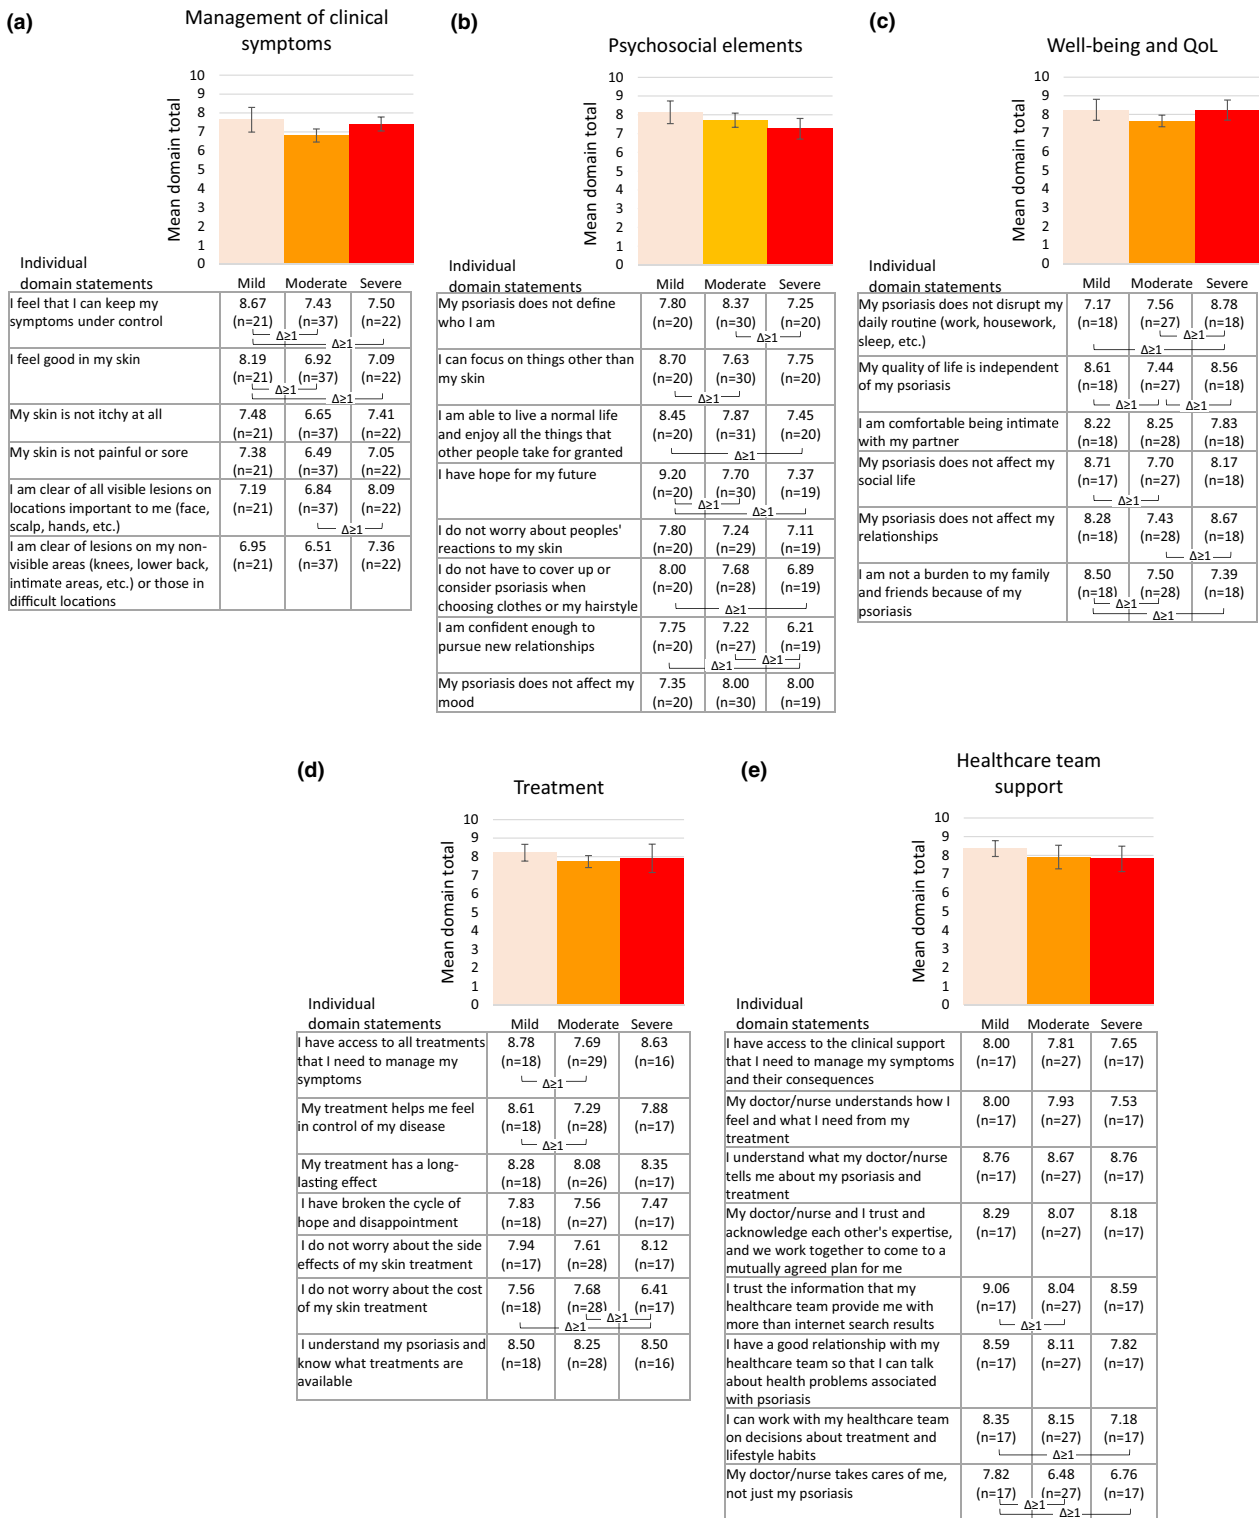 (a)
Management of clinical
symptoms
10
9
8
7
6
5
4
3
2
1
0
Mean domain total
Individual
domain statements
Mild Moderate Severe
I feel that I can keep my 8.67 7.43 7.50
symptoms under control (n=21) (n=37) (n=22)
Δ≥1
Δ≥1
I feel good in my skin 8.19 6.92 7.09
(n=21) (n=37) (n=22)
Δ≥1
Δ≥1
My skin is not itchy at all 7.48 6.65 7.41
(n=21) (n=37) (n=22)
My skin is not painful or sore 7.38 6.49 7.05
(n=21) (n=37) (n=22)
I am clear of all visible lesions on 7.19 6.84 8.09
locations important to me (face, (n=21) (n=37) (n=22)
scalp, hands, etc.) Δ≥1
I am clear of lesions on my non- 6.95 6.51 7.36
visible areas (knees, lower back, (n=21) (n=37) (n=22)
intimate areas, etc.) or those in
difficult locations
(b)
Psychosocial elements
10
9
8
7
6
5
4
3
2
1
0
Mean domain total
Individual
domain statements
Mild Moderate Severe
My psoriasis does not define 7.80 8.37 7.25
who I am (n=20) (n=30) (n=20)
Δ≥1
I can focus on things other than 8.70 7.63 7.75
my skin (n=20) (n=30) (n=20)
Δ≥1
I am able to live a normal life 8.45 7.87 7.45
and enjoy all the things that (n=20) (n=31) (n=20)
other people take for granted Δ≥1
I have hope for my future 9.20 7.70 7.37
(n=20) (n=30) (n=19)
Δ≥1
Δ≥1
I do not worry about peoples' 7.80 7.24 7.11
reactions to my skin (n=20) (n=29) (n=19)
I do not have to cover up or 8.00 7.68 6.89
consider psoriasis when (n=20) (n=28) (n=19)
choosing clothes or my hairstyle Δ≥1
I am confident enough to 7.75 7.22 6.21
pursue new relationships (n=20) (n=27) (n=19)
Δ≥1
Δ≥1
My psoriasis does not affect my 7.35 8.00 8.00
mood (n=20) (n=30) (n=19)
(c)
Well-being and QoL
10
9
8
7
6
5
4
3
2
1
0
Mean domain total
Individual
domain statements
Mild Moderate Severe
My psoriasis does not disrupt my 7.17 7.56 8.78
daily routine (work, housework, (n=18) (n=27) (n=18)
sleep, etc.) Δ≥1
Δ≥1
My quality of life is independent 8.61 7.44 8.56
of my psoriasis (n=18) (n=27) (n=18)
Δ≥1 Δ≥1
I am comfortable being intimate 8.22 8.25 7.83
with my partner (n=18) (n=28) (n=18)
My psoriasis does not affect my 8.71 7.70 8.17
social life (n=17) (n=27) (n=18)
Δ≥1
My psoriasis does not affect my 8.28 7.43 8.67
relationships (n=18) (n=28) (n=18)
Δ≥1
I am not a burden to my family 8.50 7.50 7.39
and friends because of my (n=18) (n=28) (n=18)
psoriasis Δ≥1
Δ≥1
(d)
Treatment
10
9
8
7
6
5
4
3
2
1
0
Mean domain total
Individual
domain statements
Mild Moderate Severe
I have access to all treatments 8.78 7.69 8.63
that I need to manage my (n=18) (n=29) (n=16)
symptoms Δ≥1
My treatment helps me feel 8.61 7.29 7.88
in control of my disease (n=18) (n=28) (n=17)
Δ≥1
My treatment has a long- 8.28 8.08 8.35
lasting effect (n=18) (n=26) (n=17)
I have broken the cycle of 7.83 7.56 7.47
hope and disappointment (n=18) (n=27) (n=17)
I do not worry about the side 7.94 7.61 8.12
effects of my skin treatment (n=17) (n=28) (n=17)
I do not worry about the cost 7.56 7.68 6.41
of my skin treatment (n=18) (n=28) (n=17)
Δ≥1
Δ≥1
I understand my psoriasis and 8.50 8.25 8.50
know what treatments are (n=18) (n=28) (n=16)
available
(e)
Healthcare team
support
10
9
8
7
6
5
4
3
2
1
0
Mean domain total
Individual
domain statements
Mild Moderate Severe
I have access to the clinical support 8.00 7.81 7.65
that I need to manage my symptoms (n=17) (n=27) (n=17)
and their consequences
My doctor/nurse understands how I 8.00 7.93 7.53
feel and what I need from my (n=17) (n=27) (n=17)
treatment
I understand what my doctor/nurse 8.76 8.67 8.76
tells me about my psoriasis and (n=17) (n=27) (n=17)
treatment
My doctor/nurse and I trust and 8.29 8.07 8.18
acknowledge each other's expertise, (n=17) (n=27) (n=17)
and we work together to come to a
mutually agreed plan for me
I trust the information that my 9.06 8.04 8.59
healthcare team provide me with (n=17) (n=27) (n=17)
more than internet search results Δ≥1
I have a good relationship with my 8.59 8.11 7.82
healthcare team so that I can talk (n=17) (n=27) (n=17)
about health problems associated
with psoriasis
I can work with my healthcare team 8.35 8.15 7.18
on decisions about treatment and (n=17) (n=27) (n=17)
lifestyle habits Δ≥1
My doctor/nurse takes cares of me, 7.82 6.48 6.76
not just my psoriasis (n=17) (n=27) (n=17)
Δ≥1
Δ≥1